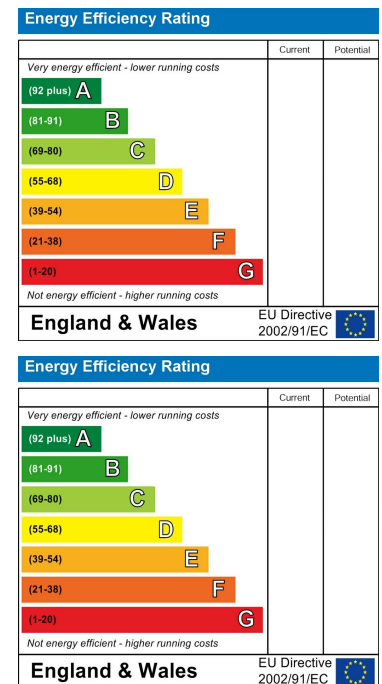 Energy Efficiency Rating
Current Potential
Very energy efficient - lower running costs
(92 plus) A
(81-91) B
(69-80) C
(55-68) D
(39-54) E
(21-38) F
(1-20) G
Not energy efficient - higher running costs
England & Wales
EU Directive
2002/91/EC
Energy Efficiency Rating
Current Potential
Very energy efficient - lower running costs
(92 plus) A
(81-91) B
(69-80) C
(55-68) D
(39-54) E
(21-38) F
(1-20) G
Not energy efficient - higher running costs
England & Wales
EU Directive
2002/91/EC